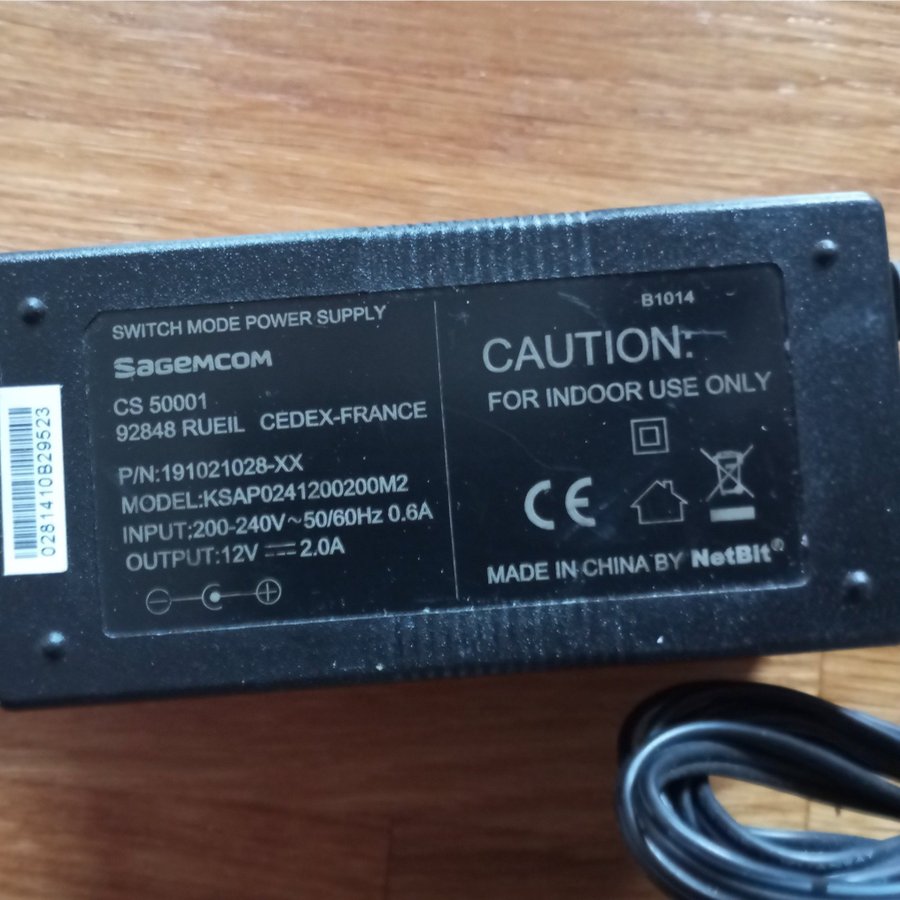 SWITCH MODE POWER SUPPLY
SAGEMCOM
CS 50001
92848 RUEIL CEDEX-FRANCE
P/N:191021028-XX
MODEL:KSAP0241200200M2
INPUT;200-240V~50/60Hz 0.6A
OUTPUT:12V⎓2.0A
B1014
CAUTION:
FOR INDOOR USE ONLY
CE
MADE IN CHINA BY NetBit®
0281410B29523